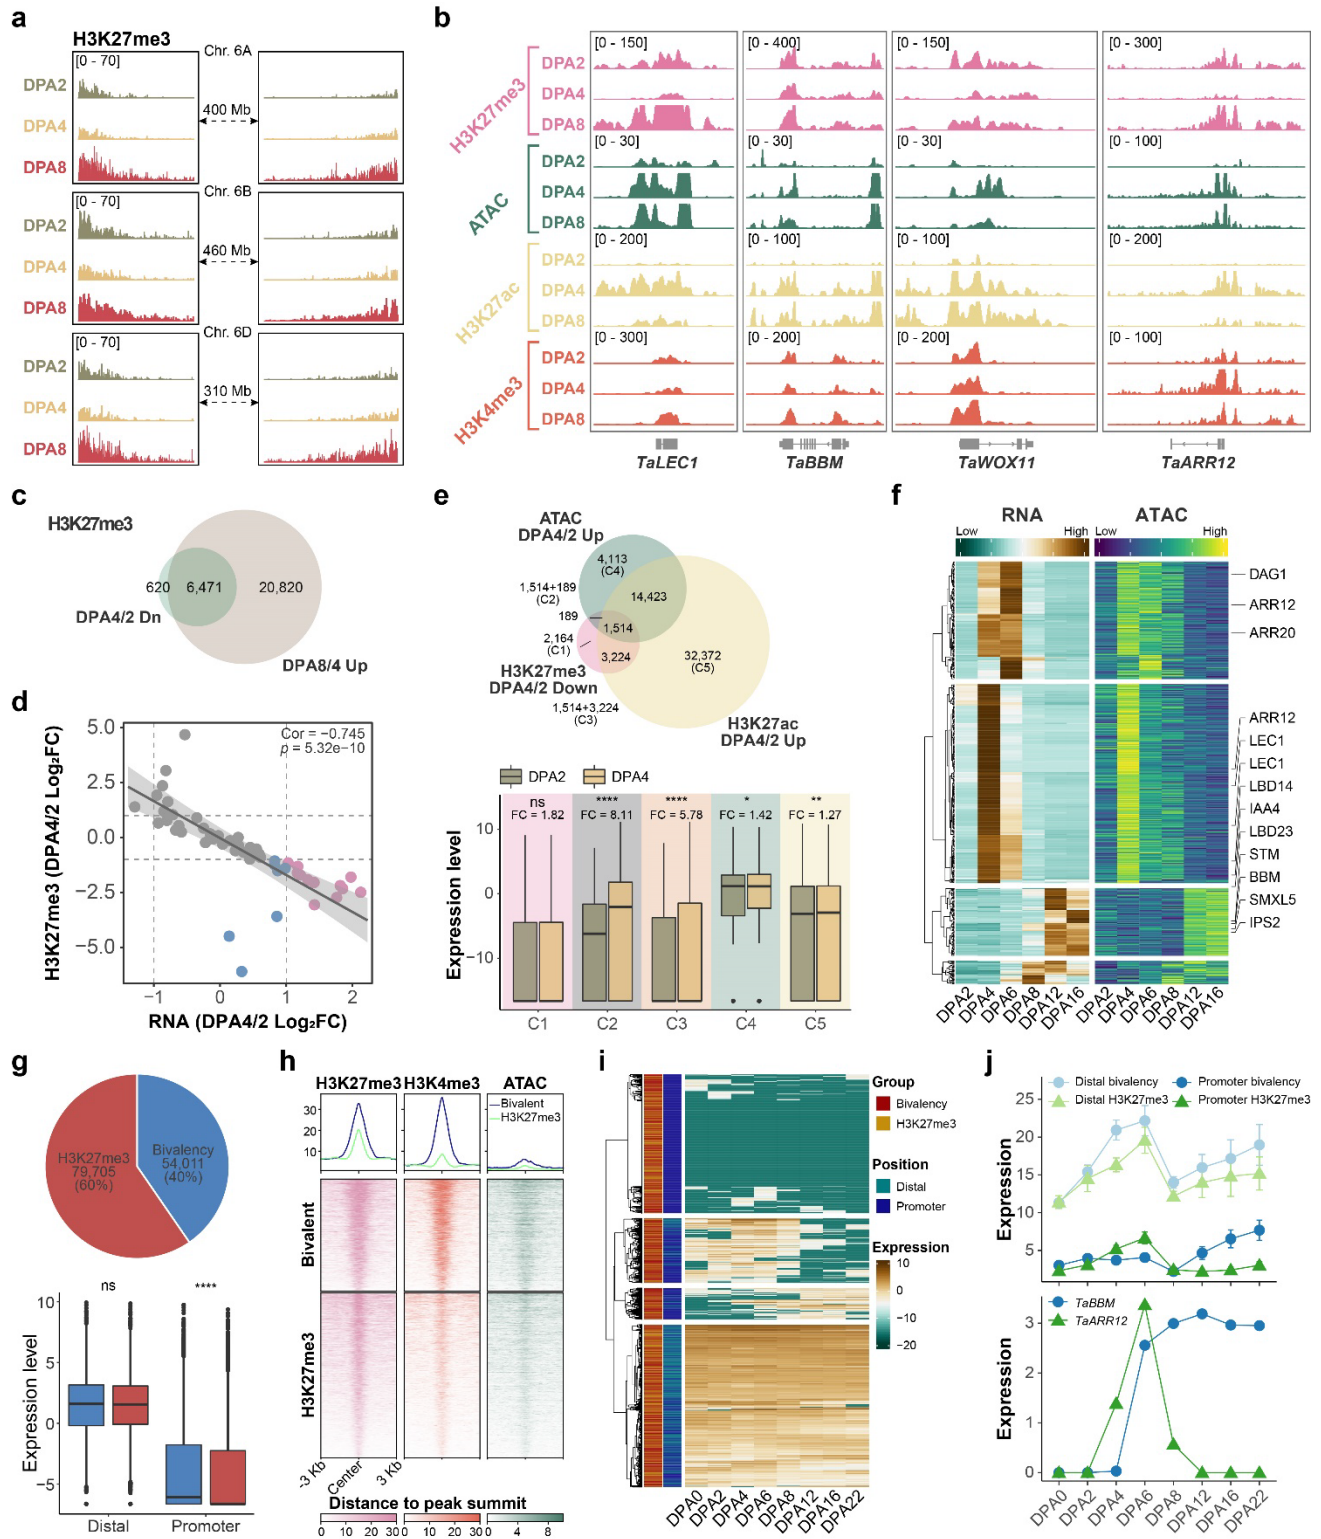 a
H3K27me3
Chr. 6A
[0 - 70]
DPA2
DPA4
DPA8
400 Mb
Chr. 6B
[0 - 70]
DPA2
DPA4
DPA8
460 Mb
Chr. 6D
[0 - 70]
DPA2
DPA4
DPA8
310 Mb
b
H3K27me3
[0 - 150] [0 - 400] [0 - 150] [0 - 300]
DPA2
DPA4
DPA8
ATAC
[0 - 30] [0 - 30] [0 - 30] [0 - 100]
DPA2
DPA4
DPA8
H3K27ac
[0 - 200] [0 - 100] [0 - 100] [0 - 200]
DPA2
DPA4
DPA8
H3K4me3
[0 - 300] [0 - 200] [0 - 200] [0 - 100]
DPA2
DPA4
DPA8
TaLEC1 TaBBM TaWOX11 TaARR12
c
H3K27me3
620 6,471 20,820
DPA4/2 Dn
DPA8/4 Up
d
Cor = −0.745
p = 5.32e−10
H3K27me3 (DPA4/2 Log₂FC)
5.0
2.5
0.0
−2.5
−5.0
−1 0 1 2
RNA (DPA4/2 Log₂FC)
e
ATAC
DPA4/2 Up
4,113
(C4)
1,514+189
(C2)
14,423
189
1,514
2,164
(C1)
3,224
32,372
(C5)
H3K27me3
DPA4/2 Down
1,514+3,224
(C3)
H3K27ac
DPA4/2 Up
DPA2 DPA4
Expression level
10
0
−10
ns **** **** * **
FC = 1.82 FC = 8.11 FC = 5.78 FC = 1.42 FC = 1.27
C1 C2 C3 C4 C5
f
RNA ATAC
Low High Low High
DAG1
ARR12
ARR20
ARR12
LEC1
LEC1
LBD14
IAA4
LBD23
STM
BBM
SMXL5
IPS2
DPA2 DPA4 DPA6 DPA8 DPA12 DPA16 DPA2 DPA4 DPA6 DPA8 DPA12 DPA16
g
H3K27me3
79,705
(60%)
Bivalency
54,011
(40%)
ns ****
Expression level
10
5
0
−5
Distal Promoter
h
H3K27me3 H3K4me3 ATAC
Bivalent
H3K27me3
30
20
10
Bivalent
H3K27me3
-3 Kb Center 3 Kb
Distance to peak summit
0 10 30 0 10 30 0 4 8
i
Group
Bivalency
H3K27me3
Position
Distal
Promoter
Expression
10
0
−10
−20
DPA0 DPA2 DPA4 DPA6 DPA8 DPA12 DPA16 DPA22
j
Distal bivalency Promoter bivalency
Distal H3K27me3 Promoter H3K27me3
Expression
25
20
15
10
5
TaBBM
TaARR12
Expression
3
2
1
0
DPA0 DPA2 DPA4 DPA6 DPA8 DPA12 DPA16 DPA22